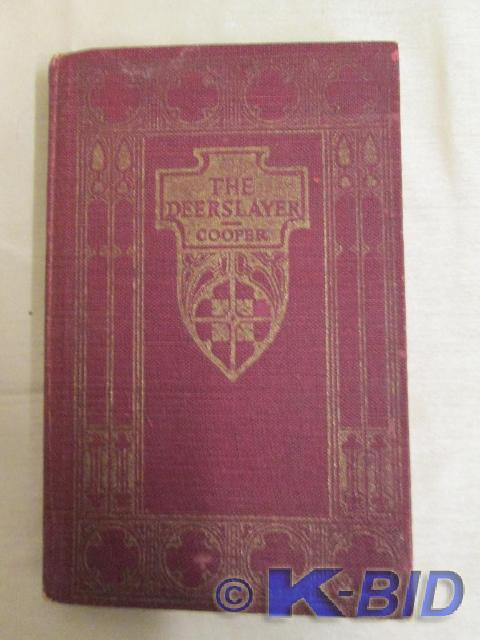 THE
DEERSLAYER
COOPER
© K-BID